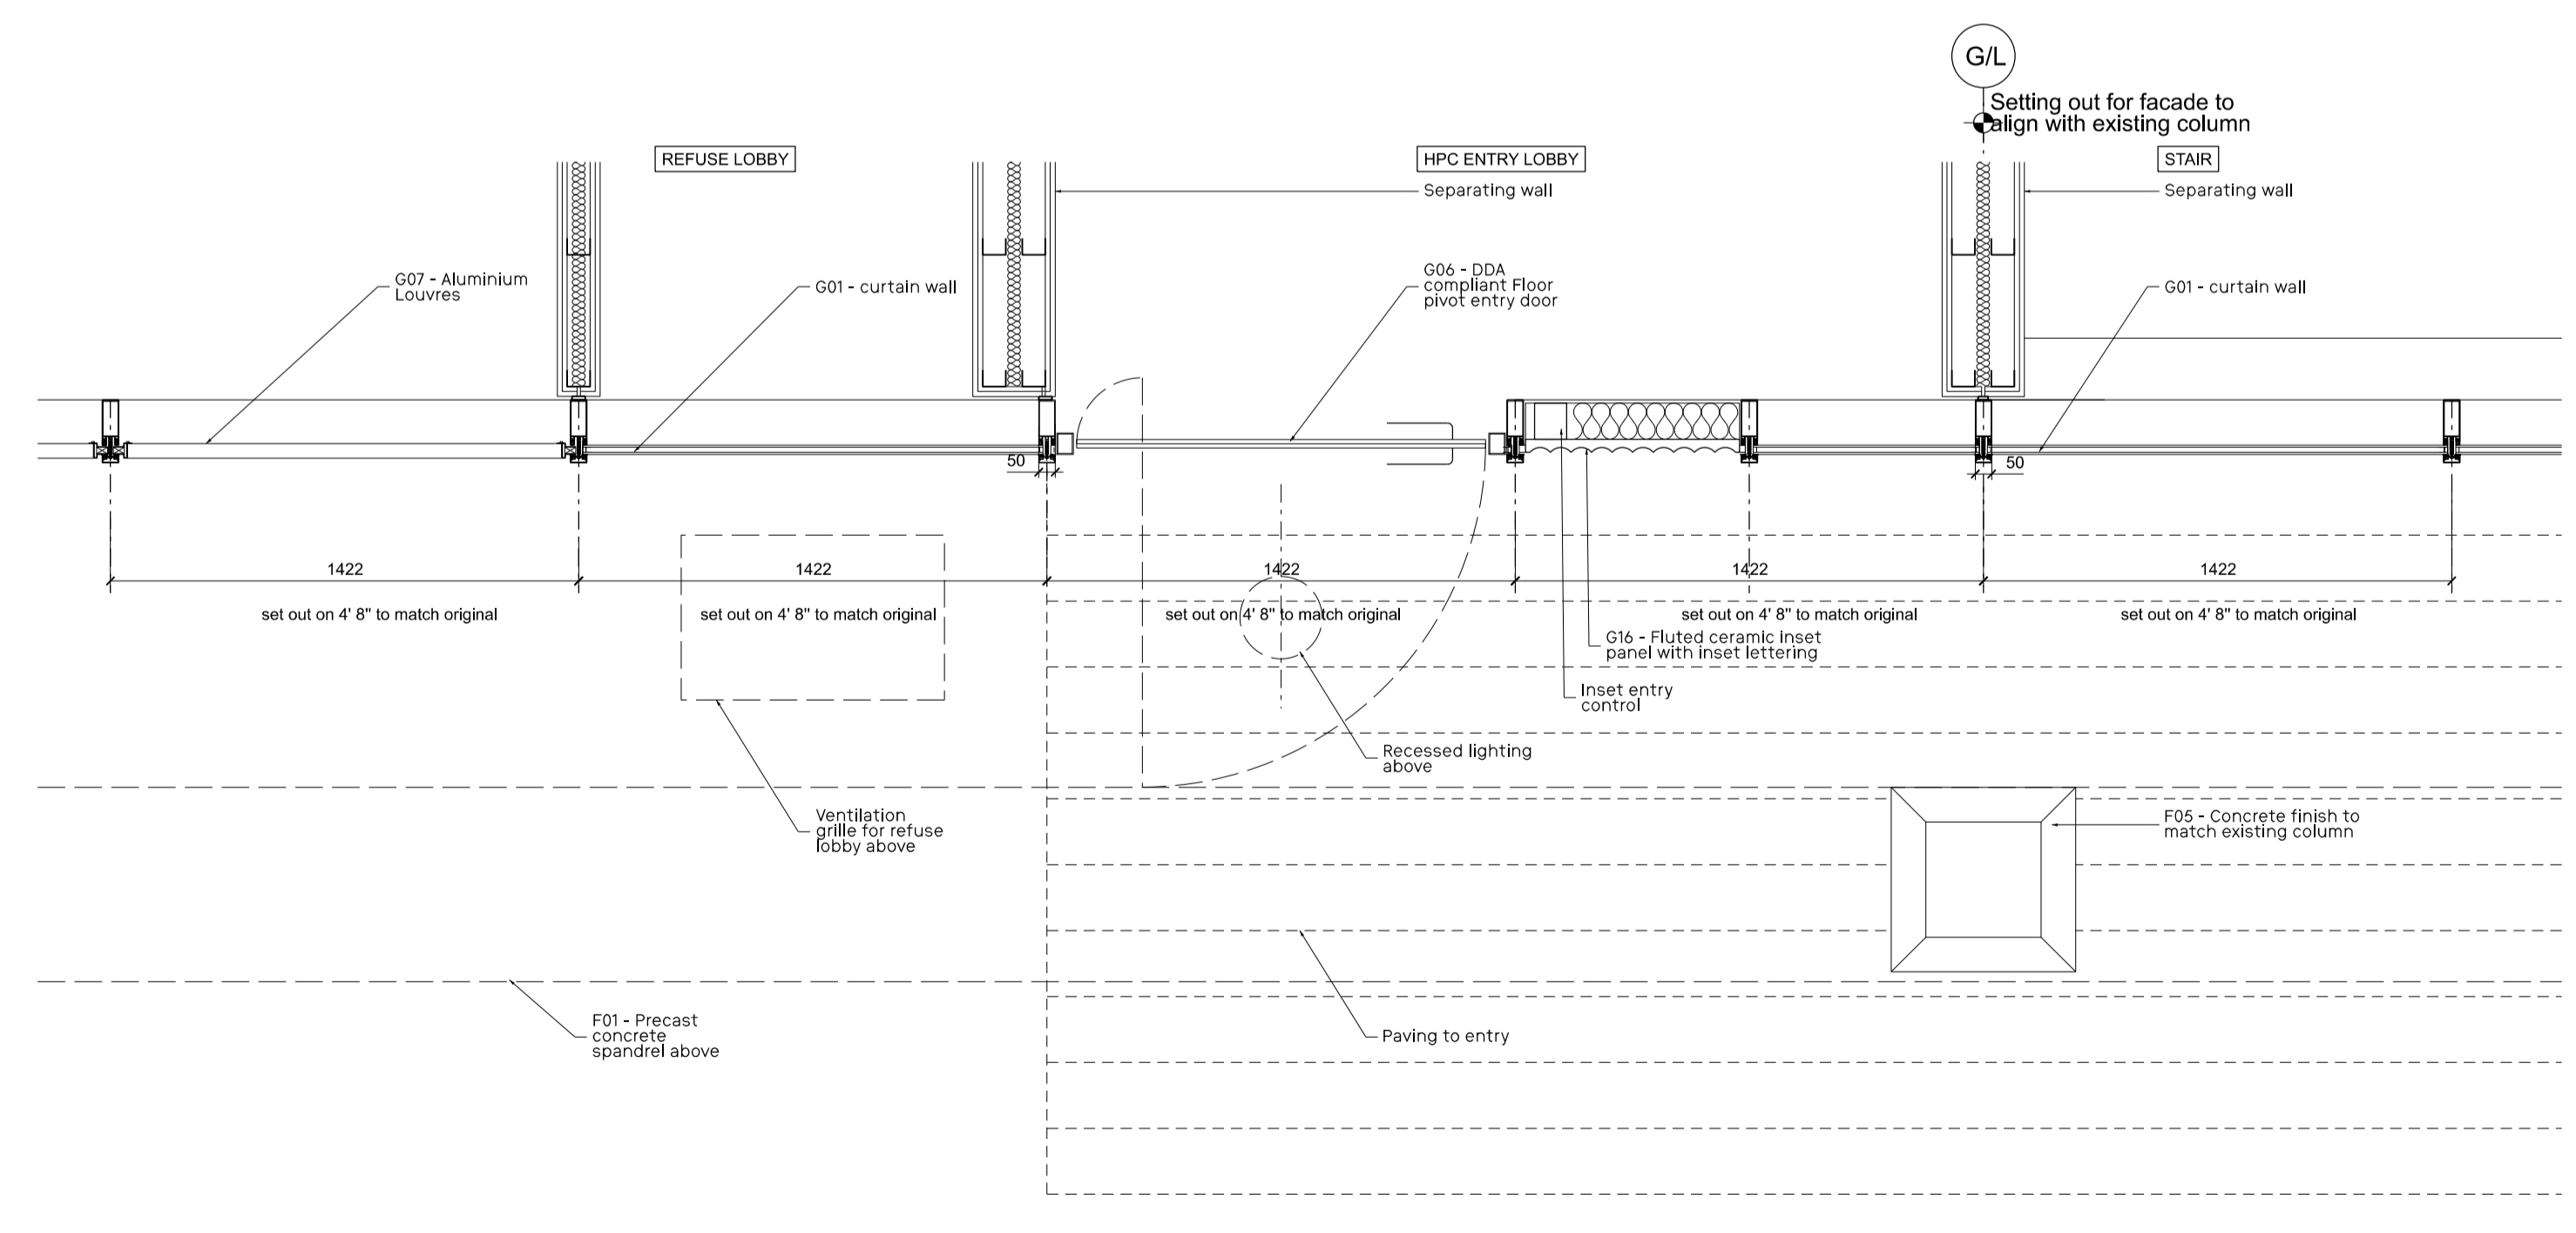 G/L
Setting out for facade to
align with existing column
REFUSE LOBBY
HPC ENTRY LOBBY
STAIR
Separating wall
Separating wall
G07 - Aluminium
Louvres
G01 - curtain wall
G06 - DDA
compliant Floor
pivot entry door
G01 - curtain wall
50
50
1422
1422
1422
1422
1422
set out on 4' 8" to match original
set out on 4' 8" to match original
set out on 4' 8" to match original
set out on 4' 8" to match original
set out on 4' 8" to match original
G16 - Fluted ceramic inset
panel with inset lettering
Inset entry
control
Recessed lighting
above
Ventilation
grille for refuse
lobby above
F05 - Concrete finish to
match existing column
F01 - Precast
concrete
spandrel above
Paving to entry